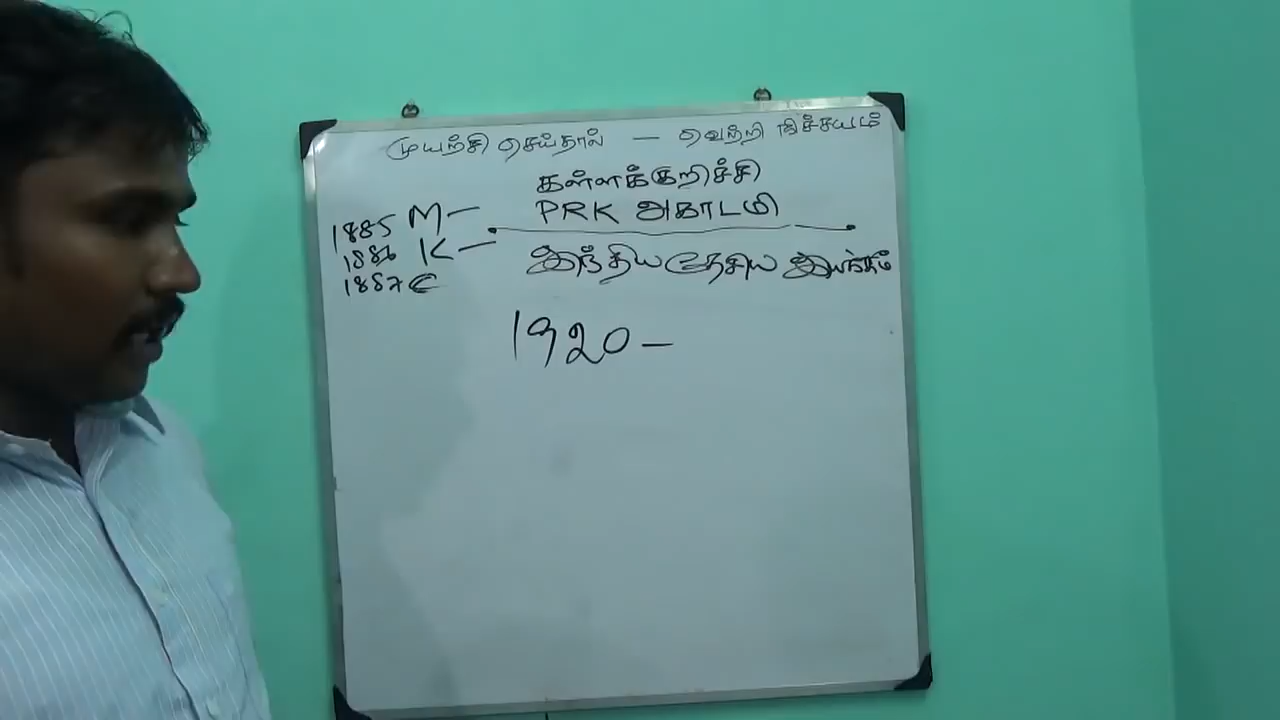 முயற்சி செய்தால் — வெற்றி நிச்சயம்
கள்ளக்குறிச்சி
PRK அகாடமி
1885 M —
1886 K —
1887 C
இந்திய தேசிய இயக்கம்
1920 —